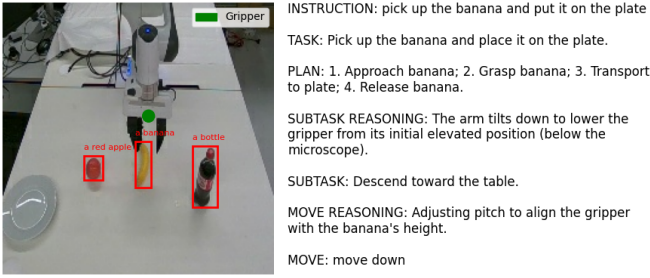 Gripper
a red apple
a banana
a bottle
INSTRUCTION: pick up the banana and put it on the plate
TASK: Pick up the banana and place it on the plate.
PLAN: 1. Approach banana; 2. Grasp banana; 3. Transport
to plate; 4. Release banana.
SUBTASK REASONING: The arm tilts down to lower the
gripper from its initial elevated position (below the
microscope).
SUBTASK: Descend toward the table.
MOVE REASONING: Adjusting pitch to align the gripper
with the banana's height.
MOVE: move down